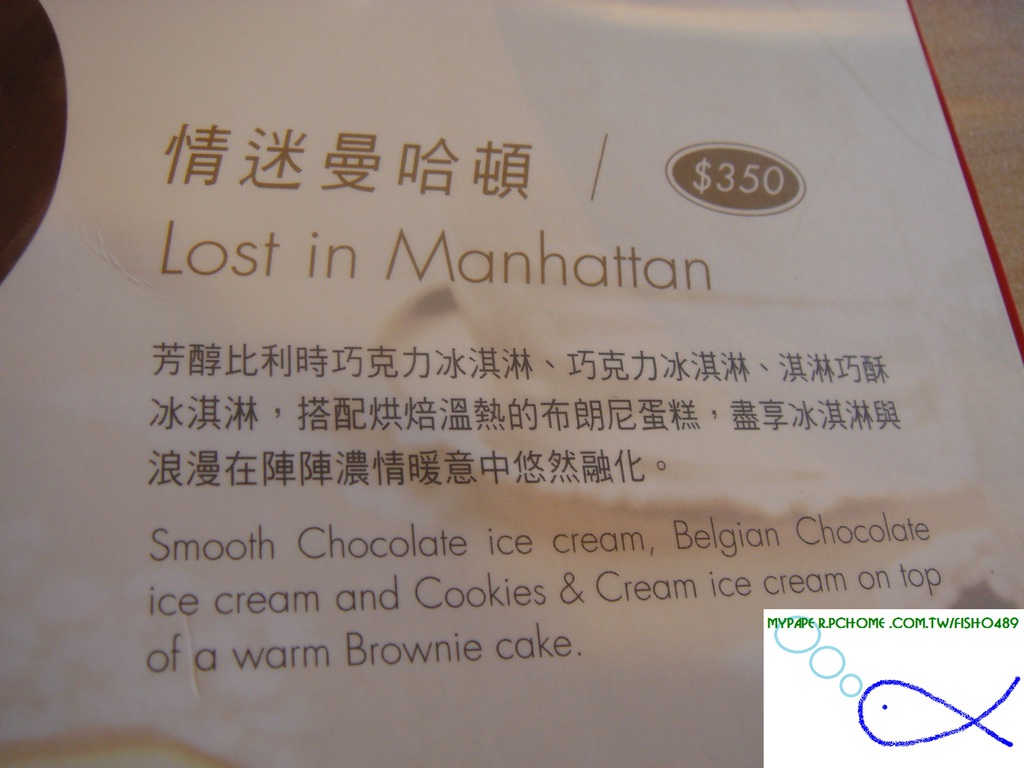 情迷曼哈頓 / $350
Lost in Manhattan
芳醇比利時巧克力冰淇淋、巧克力冰淇淋、淇淋巧酥
冰淇淋，搭配烘焙溫熱的布朗尼蛋糕，盡享冰淇淋與
浪漫在陣陣濃情暖意中悠然融化。
Smooth Chocolate ice cream, Belgian Chocolate
ice cream and Cookies & Cream ice cream on top
of a warm Brownie cake.
MYPAPER.PCHOME.COM.TW/FISH0489